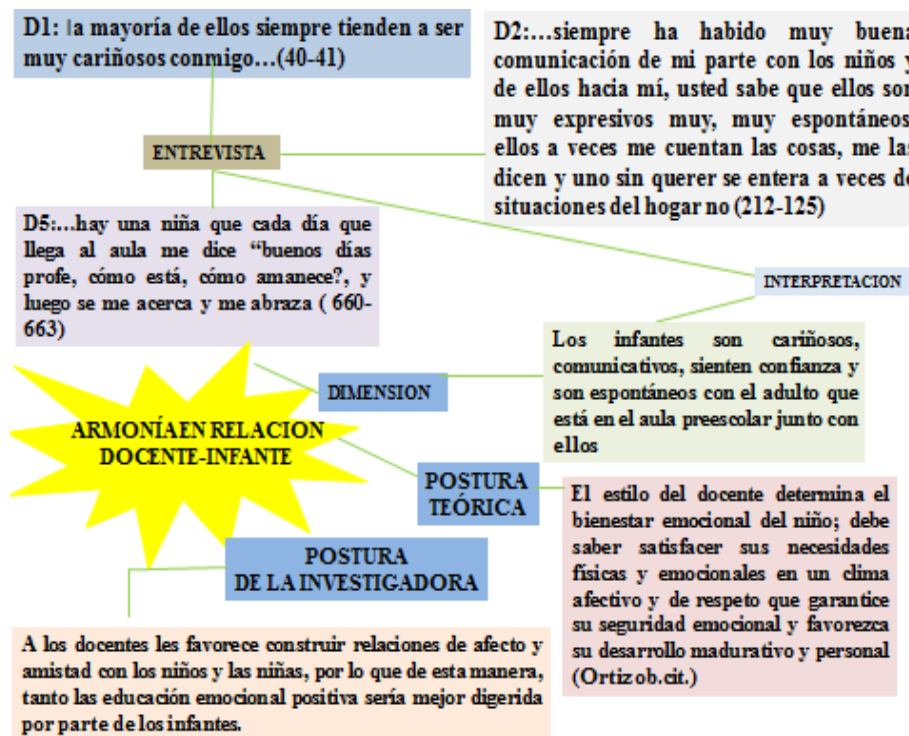 D1: la mayoría de ellos siempre tienden a ser
muy cariñosos conmigo…(40-41)
D2:…siempre ha habido muy buena
comunicación de mi parte con los niños y
de ellos hacia mí, usted sabe que ellos son
muy expresivos muy, muy espontáneos
ellos a veces me cuentan las cosas, me las
dicen y uno sin querer se entera a veces de
situaciones del hogar no (212-125)
ENTREVISTA
D5:…hay una niña que cada día que
llega al aula me dice “buenos días
profe, cómo está, cómo amanece?, y
luego se me acerca y me abraza ( 660-
663)
INTERPRETACION
Los infantes son cariñosos,
comunicativos, sienten confianza y
son espontáneos con el adulto que
está en el aula preescolar junto con
ellos
DIMENSION
ARMONÍA EN RELACION
DOCENTE-INFANTE
POSTURA
TEÓRICA
El estilo del docente determina el
bienestar emocional del niño; debe
saber satisfacer sus necesidades
físicas y emocionales en un clima
afectivo y de respeto que garantice
su seguridad emocional y favorezca
su desarrollo madurativo y personal
(Ortiz ob.cit.)
POSTURA
DE LA INVESTIGADORA
A los docentes les favorece construir relaciones de afecto y
amistad con los niños y las niñas, por lo que de esta manera,
tanto las educación emocional positiva sería mejor digerida
por parte de los infantes.